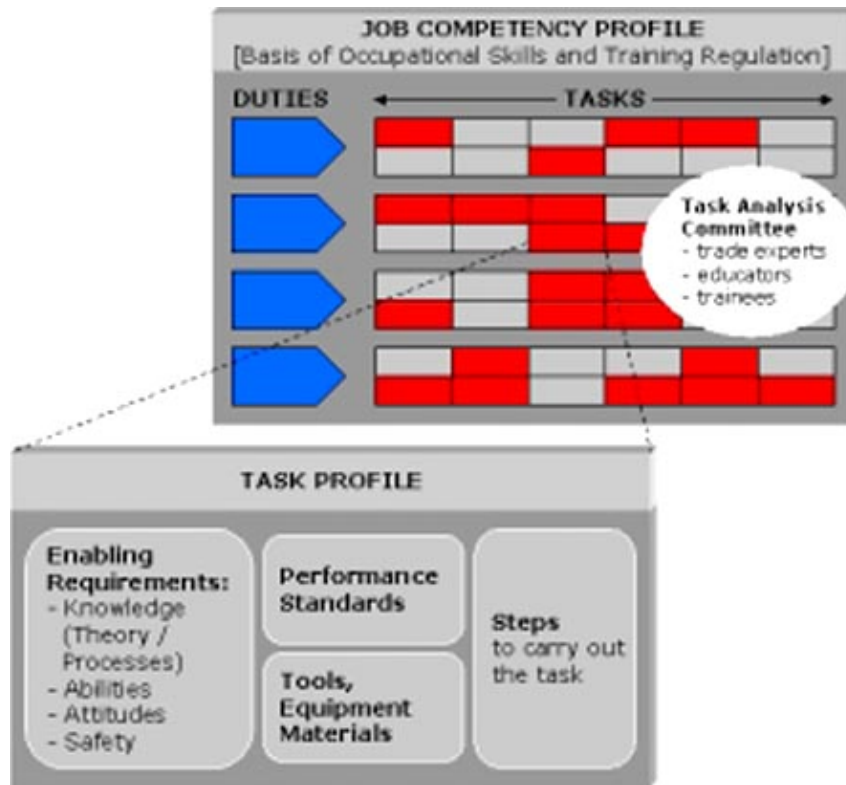 JOB COMPETENCY PROFILE
[Basis of Occupational Skills and Training Regulation]
DUTIES
TASKS
Task Analysis
Committee
- trade experts
- educators
- trainees
TASK PROFILE
Enabling
Requirements:
- Knowledge
(Theory /
Processes)
- Abilities
- Attitudes
- Safety
Performance
Standards
Tools,
Equipment
Materials
Steps
to carry out
the task